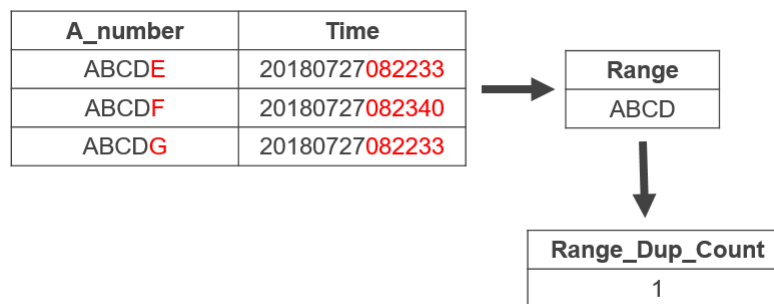 A_number Time
ABCDE 20180727082233
ABCDF 20180727082340
ABCDG 20180727082233
Range
ABCD
Range_Dup_Count
1